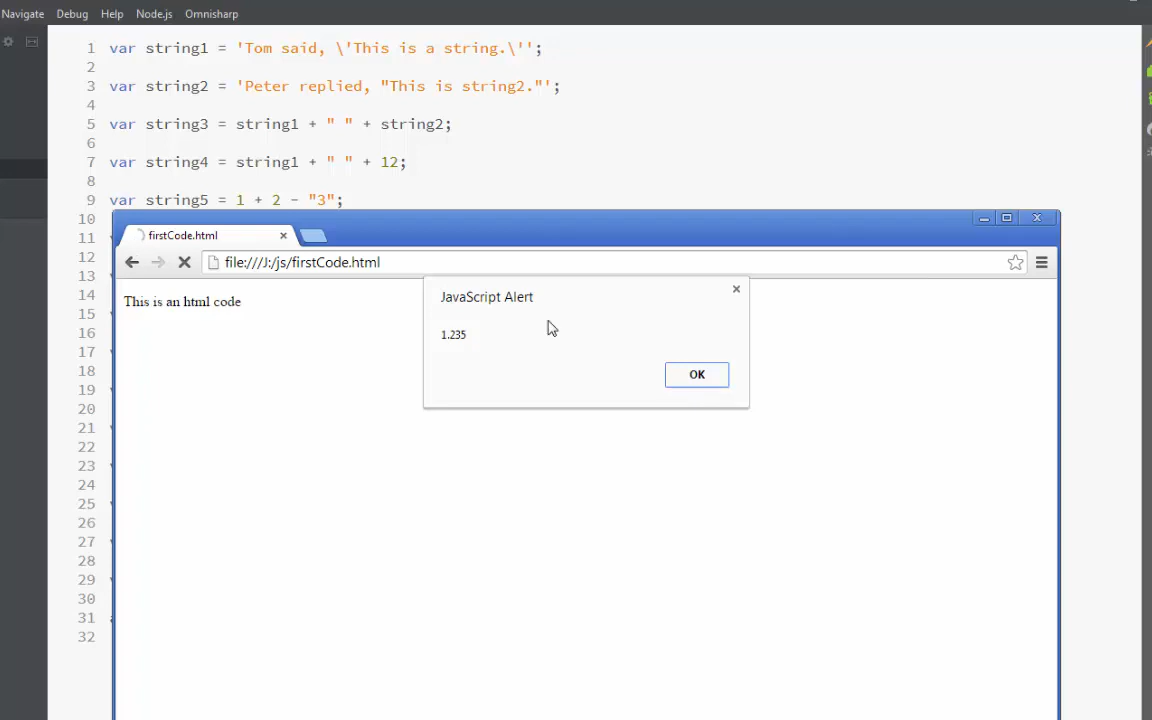 Navigate Debug Help Node.js Omnisharp
1 var string1 = 'Tom said, \'This is a string.\'';
2
3 var string2 = 'Peter replied, "This is string2."';
4
5 var string3 = string1 + " " + string2;
6
7 var string4 = string1 + " " + 12;
8
9 var string5 = 1 + 2 - "3";
10
11
12
13
14
15
16
17
18
19
20
21
22
23
24
25
26
27
28
29
30
31
32
firstCode.html
file:///J:/js/firstCode.html
This is an html code
JavaScript Alert
1.235
OK